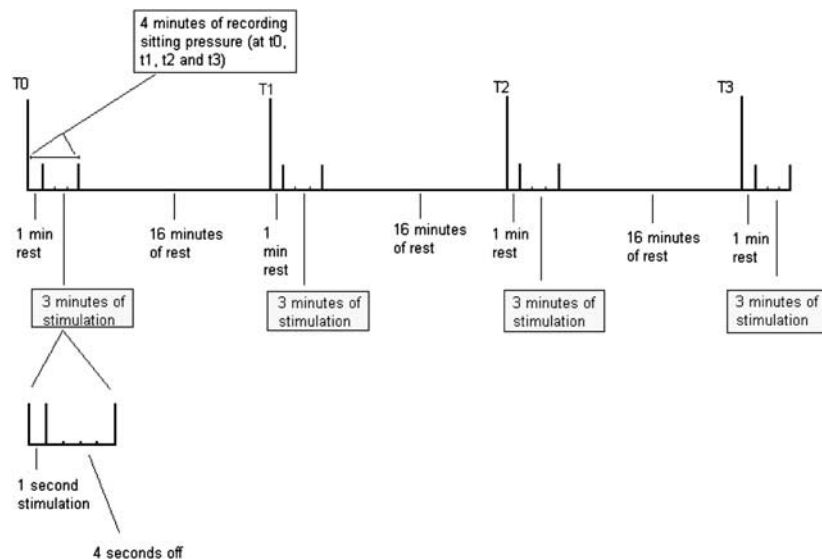 4 minutes of recording
sitting pressure (at t0,
t1, t2 and t3)
T0
T1
T2
T3
1 min
rest
16 minutes
of rest
1
min
rest
16 minutes
of rest
1 min
rest
16 minutes
of rest
1 min
rest
3 minutes of
stimulation
3 minutes of
stimulation
3 minutes of
stimulation
3 minutes of
stimulation
1 second
stimulation
4 seconds off